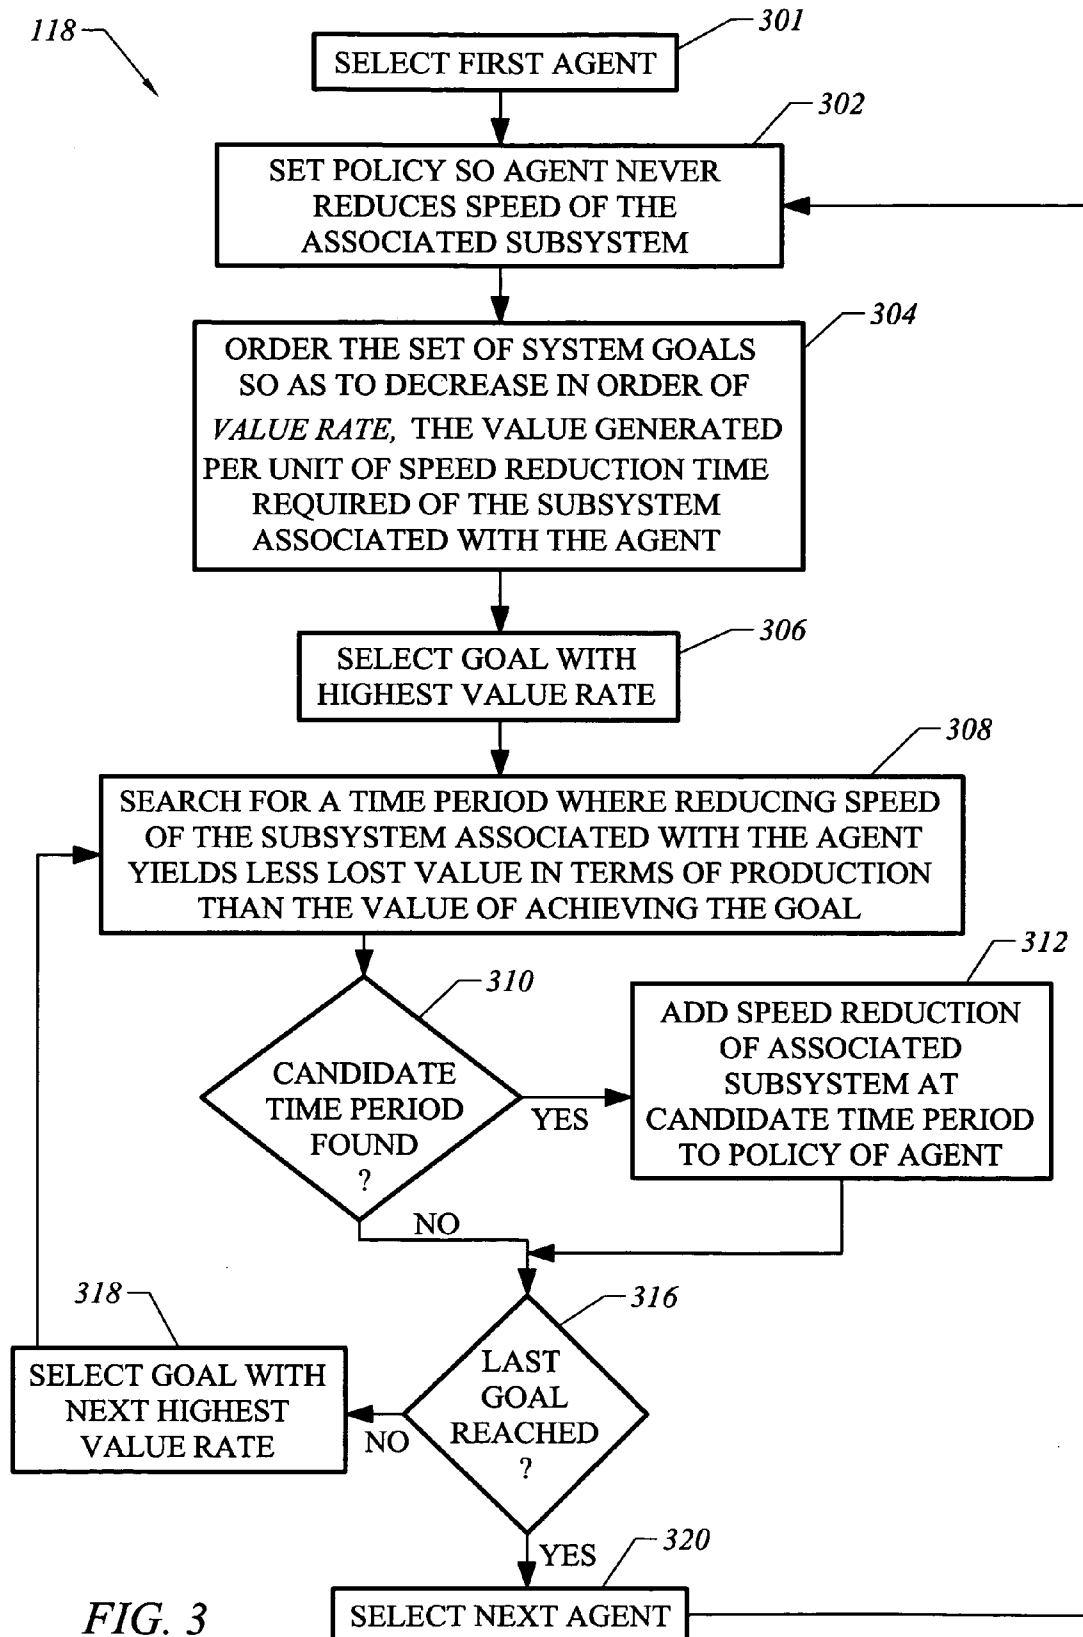 118
301
SELECT FIRST AGENT
302
SET POLICY SO AGENT NEVER
REDUCES SPEED OF THE
ASSOCIATED SUBSYSTEM
304
ORDER THE SET OF SYSTEM GOALS
SO AS TO DECREASE IN ORDER OF
VALUE RATE, THE VALUE GENERATED
PER UNIT OF SPEED REDUCTION TIME
REQUIRED OF THE SUBSYSTEM
ASSOCIATED WITH THE AGENT
306
SELECT GOAL WITH
HIGHEST VALUE RATE
308
SEARCH FOR A TIME PERIOD WHERE REDUCING SPEED
OF THE SUBSYSTEM ASSOCIATED WITH THE AGENT
YIELDS LESS LOST VALUE IN TERMS OF PRODUCTION
THAN THE VALUE OF ACHIEVING THE GOAL
310
CANDIDATE
TIME PERIOD
FOUND
?
YES
NO
312
ADD SPEED REDUCTION
OF ASSOCIATED
SUBSYSTEM AT
CANDIDATE TIME PERIOD
TO POLICY OF AGENT
316
LAST
GOAL
REACHED
?
NO
YES
318
SELECT GOAL WITH
NEXT HIGHEST
VALUE RATE
320
SELECT NEXT AGENT
FIG. 3